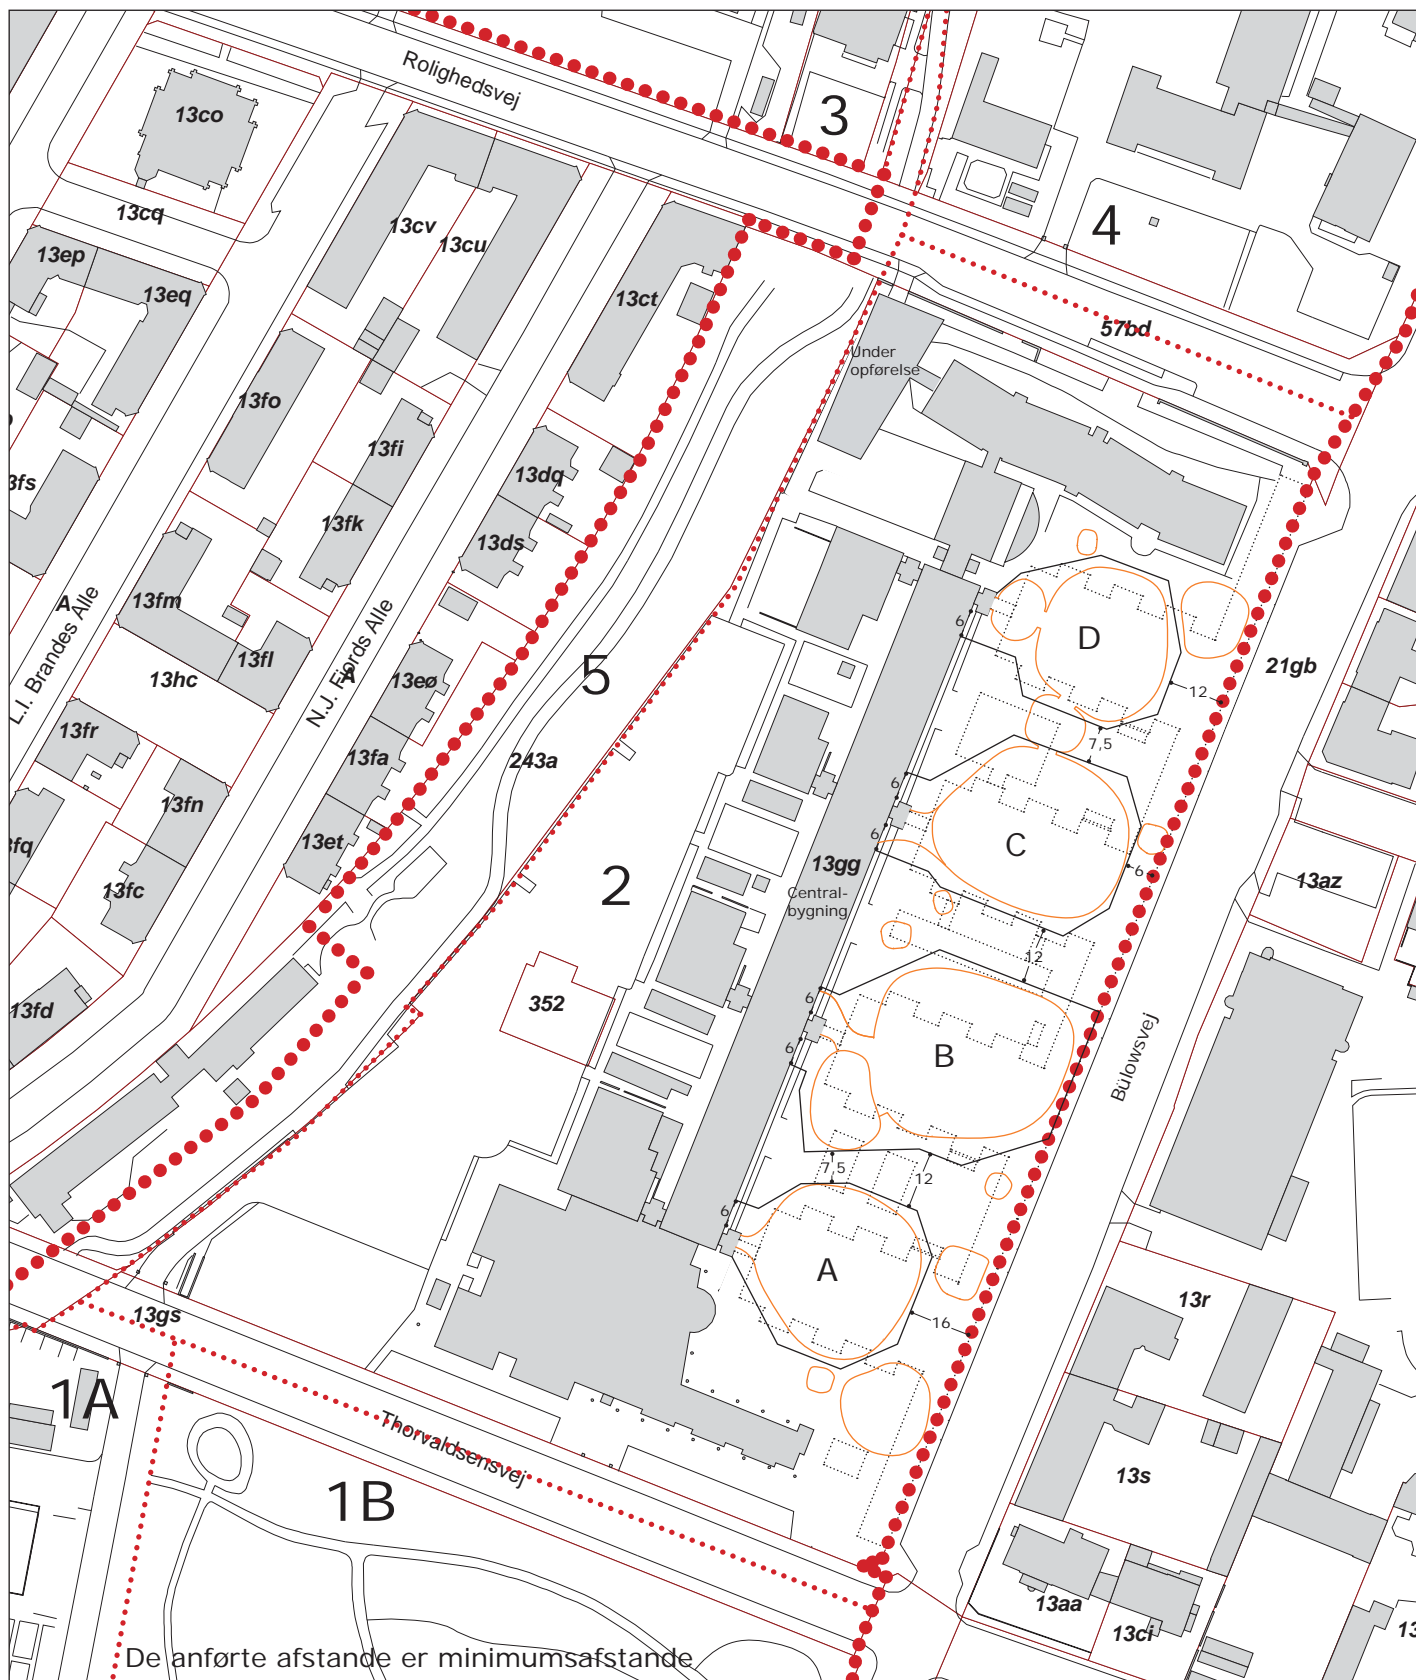 Rolighedsvej
3
13co
13cq
13cv
13cu
4
13ep
13eq
13ct
57bd
Under
opførelse
13fo
13fi
13dq
13fs
13fk
13ds
A
13fm
D
6
5
21gb
13fl
13hc
A
13eø
12
L.I. Brandes Alle
N.J. Fjords Alle
13fr
13fa
243a
7,5
6
13fn
13et
6
C
13fq
2
13gg
6
13az
13fc
Central-
bygning
12
352
6
13fd
6
B
Bülowsvej
7,5
12
6
A
13r
13gs
16
1A
Thorvaldsensvej
13s
1B
13aa
13ci
13
De anførte afstande er minimumsafstande